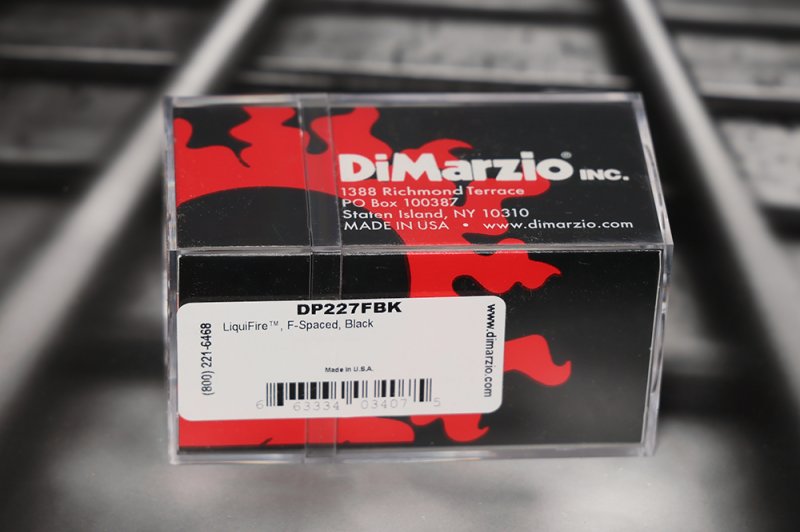 DiMarzio® INC.
1388 Richmond Terrace
PO Box 100387
Staten Island, NY 10310
MADE IN USA • www.dimarzio.com
DP227FBK
LiquiFire™, F-Spaced, Black
(800) 221-6468
www.dimarzio.com
Made in U.S.A.
6 63334 03407 5